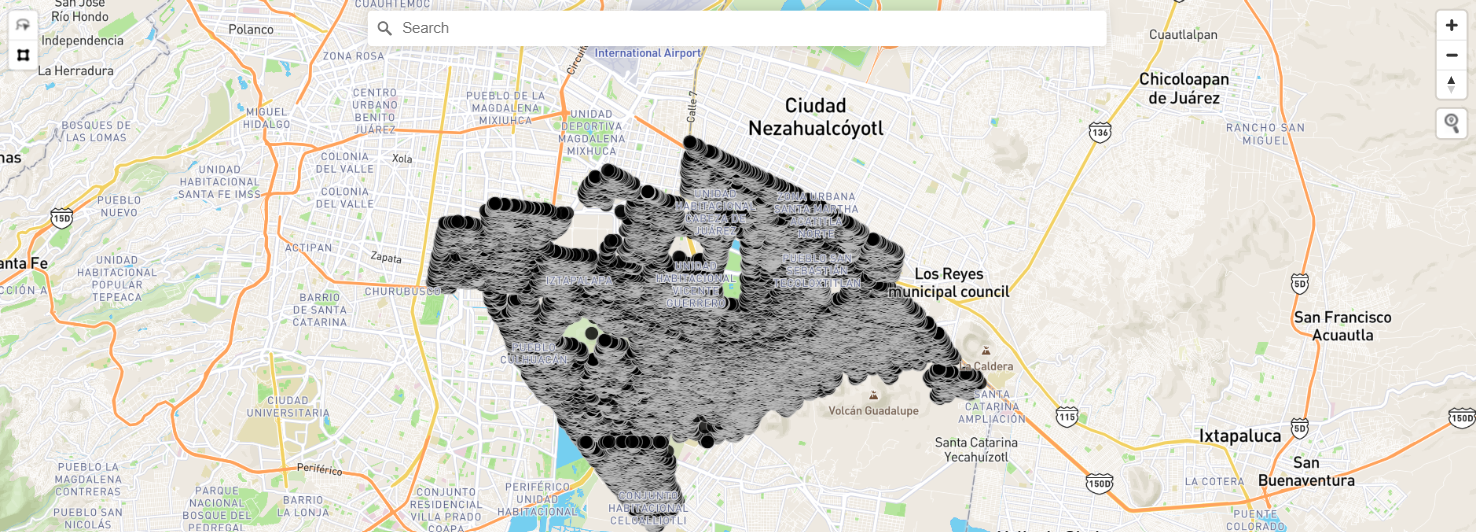 San José
Río Hondo
CUAUHTÉMOC
Search
Polanco
Independencia
ZONA ROSA
International Airport
Cuautlalpan
La Herradura
Chicoloapan
de Juárez
CENTRO
URBANO
BENITO
JUÁREZ
PUEBLO DE LA
MAGDALENA
MIXIUHCA
Calle 7
Ciudad
Nezahualcóyotl
MIGUEL
HIDALGO
UNIDAD
DEPORTIVA
MAGDALENA
MIXHUCA
BOSQUES DE
LAS LOMAS
136
RANCHO SAN
MIGUEL
COLONIA
DEL VALLE
Xola
UNIDAD
HABITACIONAL
SANTA FE IMSS
COLONIA
DEL VALLE
PUEBLO
NUEVO
UNIDAD
HABITACIONAL
CABEZA DE
JUÁREZ
ZONA URBANA
SANTA MARTHA
ACATITLA
NORTE
15D
ACTIPAN
Zapata
anta Fe
UNIDAD
HABITACIONAL
POPULAR
TEPEACA
CHURUBUSCO
IZTAPALAPA
UNIDAD
HABITACIONAL
VICENTE
GUERRERO
PUEBLO SAN
SEBASTIÁN
TECOLOXTITLÁN
Los Reyes
municipal council
5D
BARRIO
DE SANTA
CATARINA
San Francisco
Acuautla
PUEBLO
CULHUACÁN
La Caldera
Volcán Guadalupe
SANTA
CATARINA
AMPLIACIÓN
CIUDAD
UNIVERSITARIA
115
150D
5D
Ixtapaluca
Santa Catarina
Yecahuízotl
Periférico
San
Buenaventura
PUEBLO LA
MAGDALENA
CONTRERAS
150D
LA COTERA
PARQUE
NACIONAL
BOSQUE DEL
PEDREGAL
BARRIO
LA LONJA
CONJUNTO
RESIDENCIAL
VILLA PRADO
COAPA
PERIFÉRICO
UNIDAD
HABITACIONAL
CONJUNTO
HABITACIONAL
CELOALLIOTLI
PUEBLO SAN
NICOLÁS
PUENTE
COLORADO